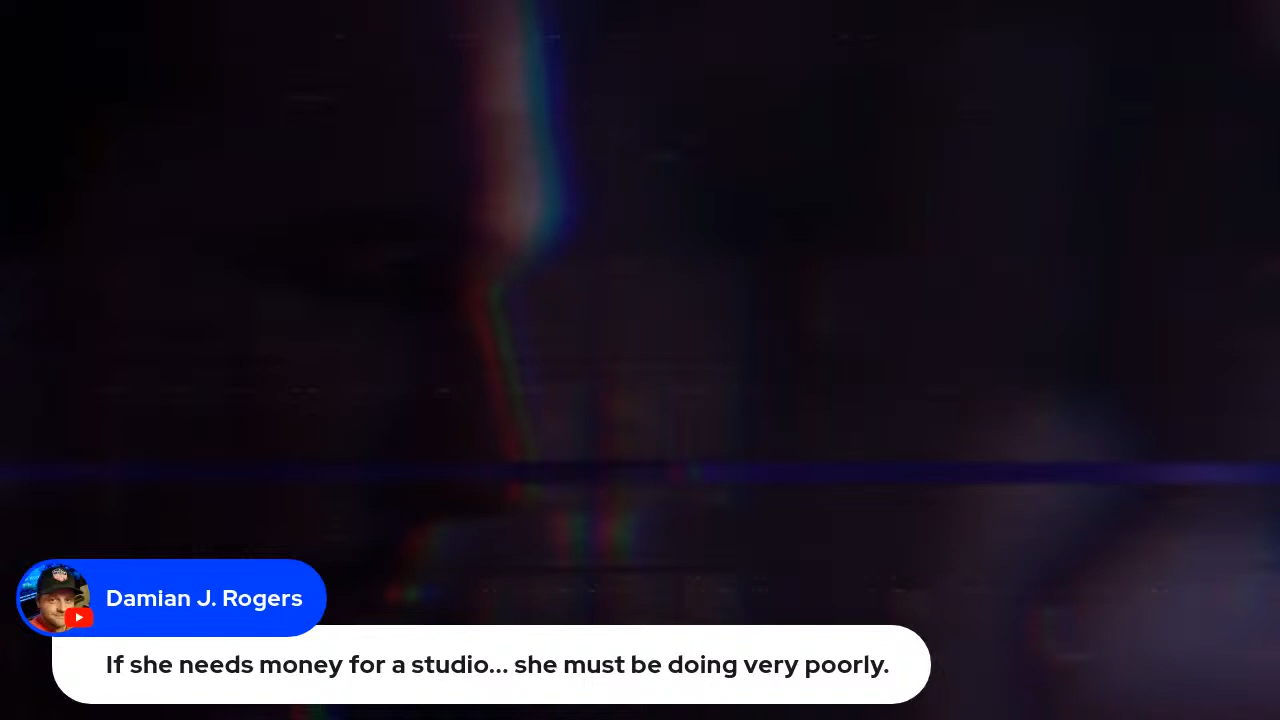 Damian J. Rogers
If she needs money for a studio... she must be doing very poorly.